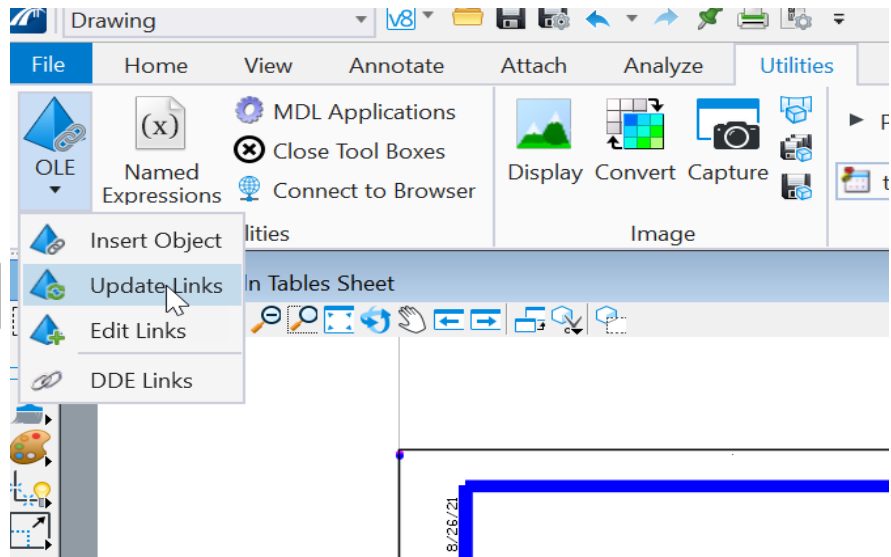 Drawing
v8
File Home View Annotate Attach Analyze Utilities
OLE
(x)
Named
Expressions
MDL Applications
Close Tool Boxes
Connect to Browser
Display Convert Capture
Image
Insert Object
Update Links
In Tables Sheet
Edit Links
DDE Links
8/26/21